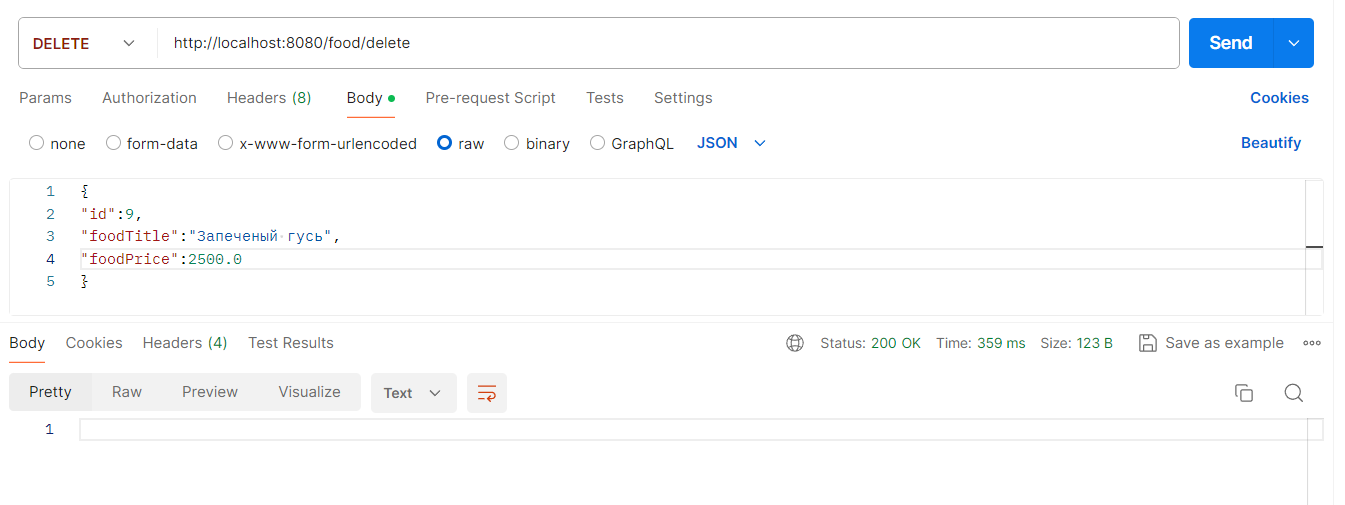 DELETE http://localhost:8080/food/delete Send
Params Authorization Headers (8) Body Pre-request Script Tests Settings Cookies
none form-data x-www-form-urlencoded raw binary GraphQL JSON Beautify
1 {
2 "id":9,
3 "foodTitle":"Запеченый гусь",
4 "foodPrice":2500.0
5 }
Body Cookies Headers (4) Test Results Status: 200 OK Time: 359 ms Size: 123 B Save as example
Pretty Raw Preview Visualize Text
1